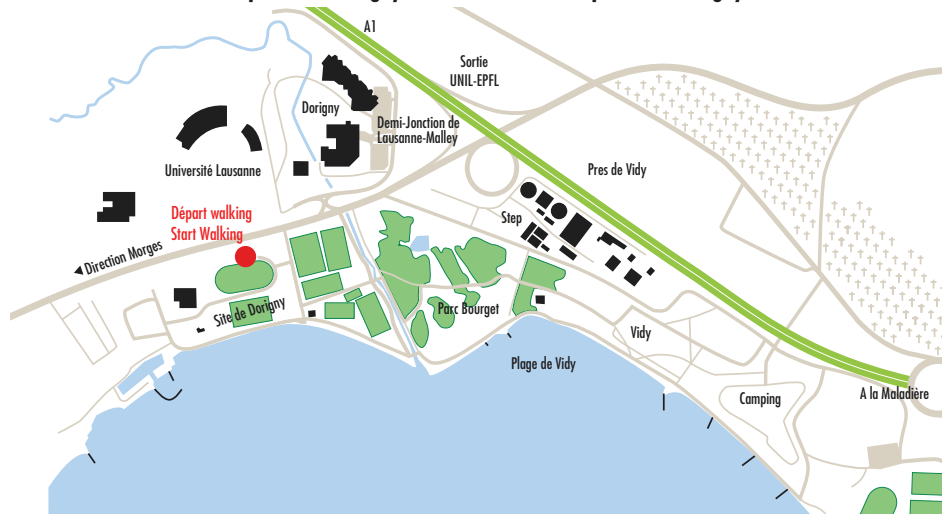 A1
Sortie
UNIL-EPFL
Dorigny
Demi-Jonction de
Lausanne-Malley
Université Lausanne
Pres de Vidy
Départ walking
Start Walking
Step
Direction Morges
Site de Dorigny
Parc Bourget
Vidy
Plage de Vidy
Camping
A la Maladière